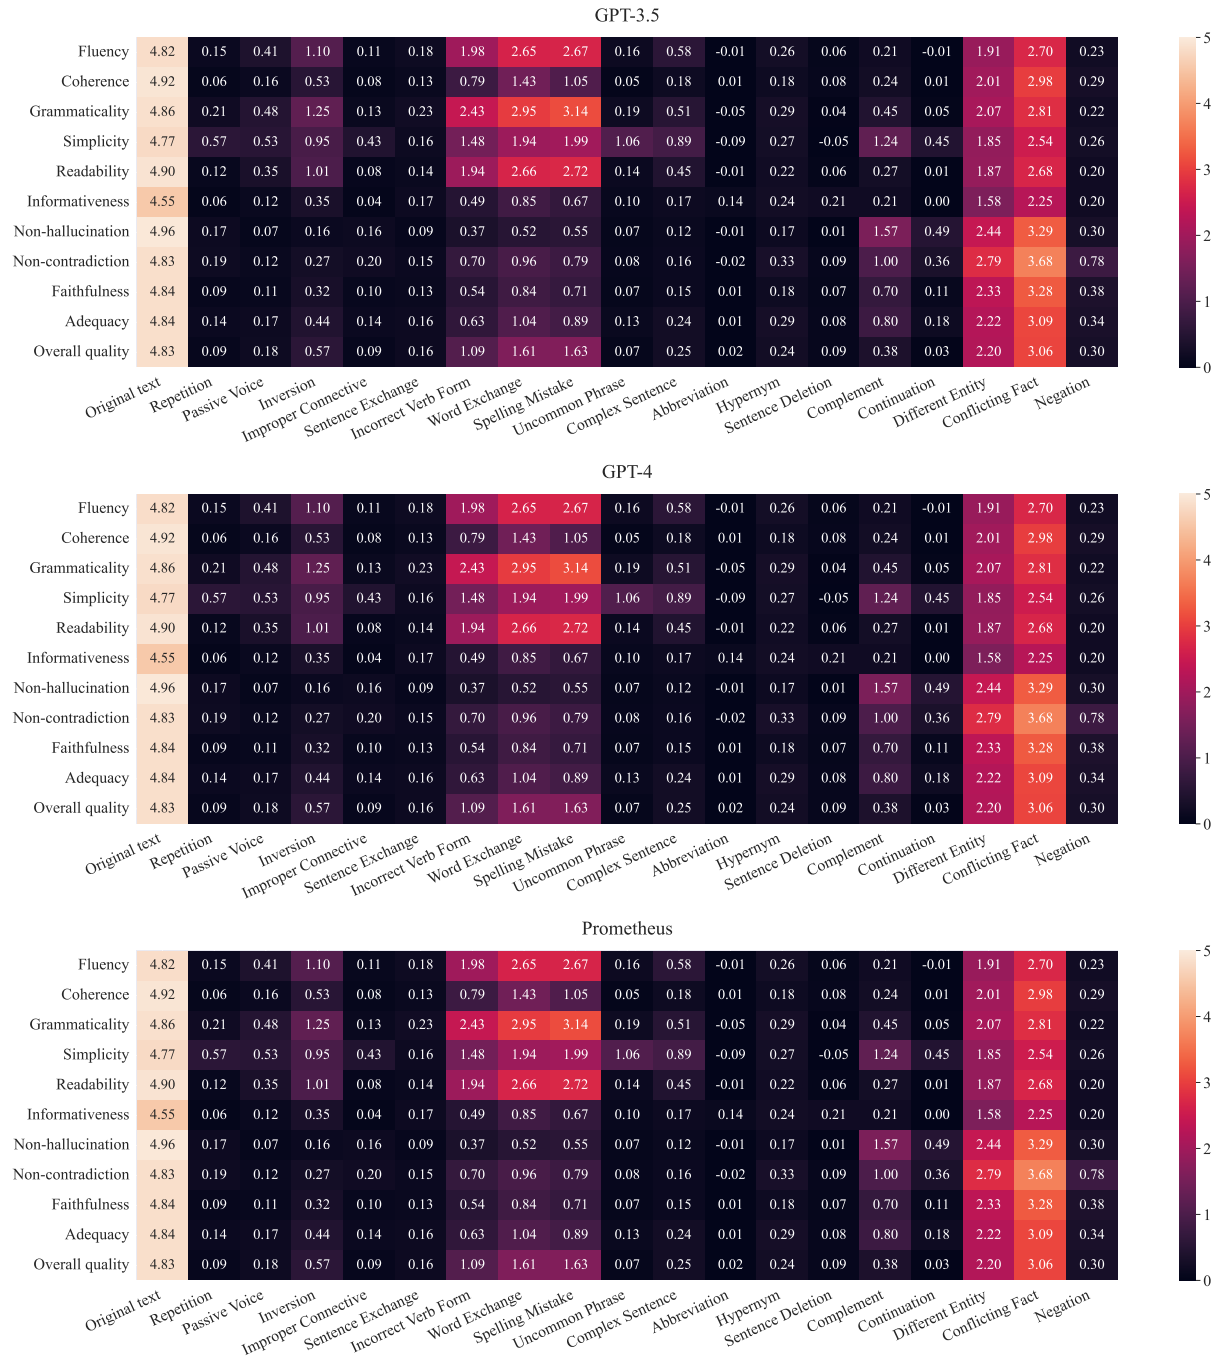 GPT-3.5
Fluency 4.82 0.15 0.41 1.10 0.11 0.18 1.98 2.65 2.67 0.16 0.58 -0.01 0.26 0.06 0.21 -0.01 1.91 2.70 0.23
Coherence 4.92 0.06 0.16 0.53 0.08 0.13 0.79 1.43 1.05 0.05 0.18 0.01 0.18 0.08 0.24 0.01 2.01 2.98 0.29
Grammaticality 4.86 0.21 0.48 1.25 0.13 0.23 2.43 2.95 3.14 0.19 0.51 -0.05 0.29 0.04 0.45 0.05 2.07 2.81 0.22
Simplicity 4.77 0.57 0.53 0.95 0.43 0.16 1.48 1.94 1.99 1.06 0.89 -0.09 0.27 -0.05 1.24 0.45 1.85 2.54 0.26
Readability 4.90 0.12 0.35 1.01 0.08 0.14 1.94 2.66 2.72 0.14 0.45 -0.01 0.22 0.06 0.27 0.01 1.87 2.68 0.20
Informativeness 4.55 0.06 0.12 0.35 0.04 0.17 0.49 0.85 0.67 0.10 0.17 0.14 0.24 0.21 0.21 0.00 1.58 2.25 0.20
Non-hallucination 4.96 0.17 0.07 0.16 0.16 0.09 0.37 0.52 0.55 0.07 0.12 -0.01 0.17 0.01 1.57 0.49 2.44 3.29 0.30
Non-contradiction 4.83 0.19 0.12 0.27 0.20 0.15 0.70 0.96 0.79 0.08 0.16 -0.02 0.33 0.09 1.00 0.36 2.79 3.68 0.78
Faithfulness 4.84 0.09 0.11 0.32 0.10 0.13 0.54 0.84 0.71 0.07 0.15 0.01 0.18 0.07 0.70 0.11 2.33 3.28 0.38
Adequacy 4.84 0.14 0.17 0.44 0.14 0.16 0.63 1.04 0.89 0.13 0.24 0.01 0.29 0.08 0.80 0.18 2.22 3.09 0.34
Overall quality 4.83 0.09 0.18 0.57 0.09 0.16 1.09 1.61 1.63 0.07 0.25 0.02 0.24 0.09 0.38 0.03 2.20 3.06 0.30
Original text Repetition Passive Voice Inversion Improper Connective Sentence Exchange Incorrect Verb Form Word Exchange Spelling Mistake Uncommon Phrase Complex Sentence Abbreviation Hypernym Sentence Deletion Complement Continuation Different Entity Conflicting Fact Negation
5
4
3
2
1
0
GPT-4
Fluency 4.82 0.15 0.41 1.10 0.11 0.18 1.98 2.65 2.67 0.16 0.58 -0.01 0.26 0.06 0.21 -0.01 1.91 2.70 0.23
Coherence 4.92 0.06 0.16 0.53 0.08 0.13 0.79 1.43 1.05 0.05 0.18 0.01 0.18 0.08 0.24 0.01 2.01 2.98 0.29
Grammaticality 4.86 0.21 0.48 1.25 0.13 0.23 2.43 2.95 3.14 0.19 0.51 -0.05 0.29 0.04 0.45 0.05 2.07 2.81 0.22
Simplicity 4.77 0.57 0.53 0.95 0.43 0.16 1.48 1.94 1.99 1.06 0.89 -0.09 0.27 -0.05 1.24 0.45 1.85 2.54 0.26
Readability 4.90 0.12 0.35 1.01 0.08 0.14 1.94 2.66 2.72 0.14 0.45 -0.01 0.22 0.06 0.27 0.01 1.87 2.68 0.20
Informativeness 4.55 0.06 0.12 0.35 0.04 0.17 0.49 0.85 0.67 0.10 0.17 0.14 0.24 0.21 0.21 0.00 1.58 2.25 0.20
Non-hallucination 4.96 0.17 0.07 0.16 0.16 0.09 0.37 0.52 0.55 0.07 0.12 -0.01 0.17 0.01 1.57 0.49 2.44 3.29 0.30
Non-contradiction 4.83 0.19 0.12 0.27 0.20 0.15 0.70 0.96 0.79 0.08 0.16 -0.02 0.33 0.09 1.00 0.36 2.79 3.68 0.78
Faithfulness 4.84 0.09 0.11 0.32 0.10 0.13 0.54 0.84 0.71 0.07 0.15 0.01 0.18 0.07 0.70 0.11 2.33 3.28 0.38
Adequacy 4.84 0.14 0.17 0.44 0.14 0.16 0.63 1.04 0.89 0.13 0.24 0.01 0.29 0.08 0.80 0.18 2.22 3.09 0.34
Overall quality 4.83 0.09 0.18 0.57 0.09 0.16 1.09 1.61 1.63 0.07 0.25 0.02 0.24 0.09 0.38 0.03 2.20 3.06 0.30
Original text Repetition Passive Voice Inversion Improper Connective Sentence Exchange Incorrect Verb Form Word Exchange Spelling Mistake Uncommon Phrase Complex Sentence Abbreviation Hypernym Sentence Deletion Complement Continuation Different Entity Conflicting Fact Negation
5
4
3
2
1
0
Prometheus
Fluency 4.82 0.15 0.41 1.10 0.11 0.18 1.98 2.65 2.67 0.16 0.58 -0.01 0.26 0.06 0.21 -0.01 1.91 2.70 0.23
Coherence 4.92 0.06 0.16 0.53 0.08 0.13 0.79 1.43 1.05 0.05 0.18 0.01 0.18 0.08 0.24 0.01 2.01 2.98 0.29
Grammaticality 4.86 0.21 0.48 1.25 0.13 0.23 2.43 2.95 3.14 0.19 0.51 -0.05 0.29 0.04 0.45 0.05 2.07 2.81 0.22
Simplicity 4.77 0.57 0.53 0.95 0.43 0.16 1.48 1.94 1.99 1.06 0.89 -0.09 0.27 -0.05 1.24 0.45 1.85 2.54 0.26
Readability 4.90 0.12 0.35 1.01 0.08 0.14 1.94 2.66 2.72 0.14 0.45 -0.01 0.22 0.06 0.27 0.01 1.87 2.68 0.20
Informativeness 4.55 0.06 0.12 0.35 0.04 0.17 0.49 0.85 0.67 0.10 0.17 0.14 0.24 0.21 0.21 0.00 1.58 2.25 0.20
Non-hallucination 4.96 0.17 0.07 0.16 0.16 0.09 0.37 0.52 0.55 0.07 0.12 -0.01 0.17 0.01 1.57 0.49 2.44 3.29 0.30
Non-contradiction 4.83 0.19 0.12 0.27 0.20 0.15 0.70 0.96 0.79 0.08 0.16 -0.02 0.33 0.09 1.00 0.36 2.79 3.68 0.78
Faithfulness 4.84 0.09 0.11 0.32 0.10 0.13 0.54 0.84 0.71 0.07 0.15 0.01 0.18 0.07 0.70 0.11 2.33 3.28 0.38
Adequacy 4.84 0.14 0.17 0.44 0.14 0.16 0.63 1.04 0.89 0.13 0.24 0.01 0.29 0.08 0.80 0.18 2.22 3.09 0.34
Overall quality 4.83 0.09 0.18 0.57 0.09 0.16 1.09 1.61 1.63 0.07 0.25 0.02 0.24 0.09 0.38 0.03 2.20 3.06 0.30
Original text Repetition Passive Voice Inversion Improper Connective Sentence Exchange Incorrect Verb Form Word Exchange Spelling Mistake Uncommon Phrase Complex Sentence Abbreviation Hypernym Sentence Deletion Complement Continuation Different Entity Conflicting Fact Negation
5
4
3
2
1
0